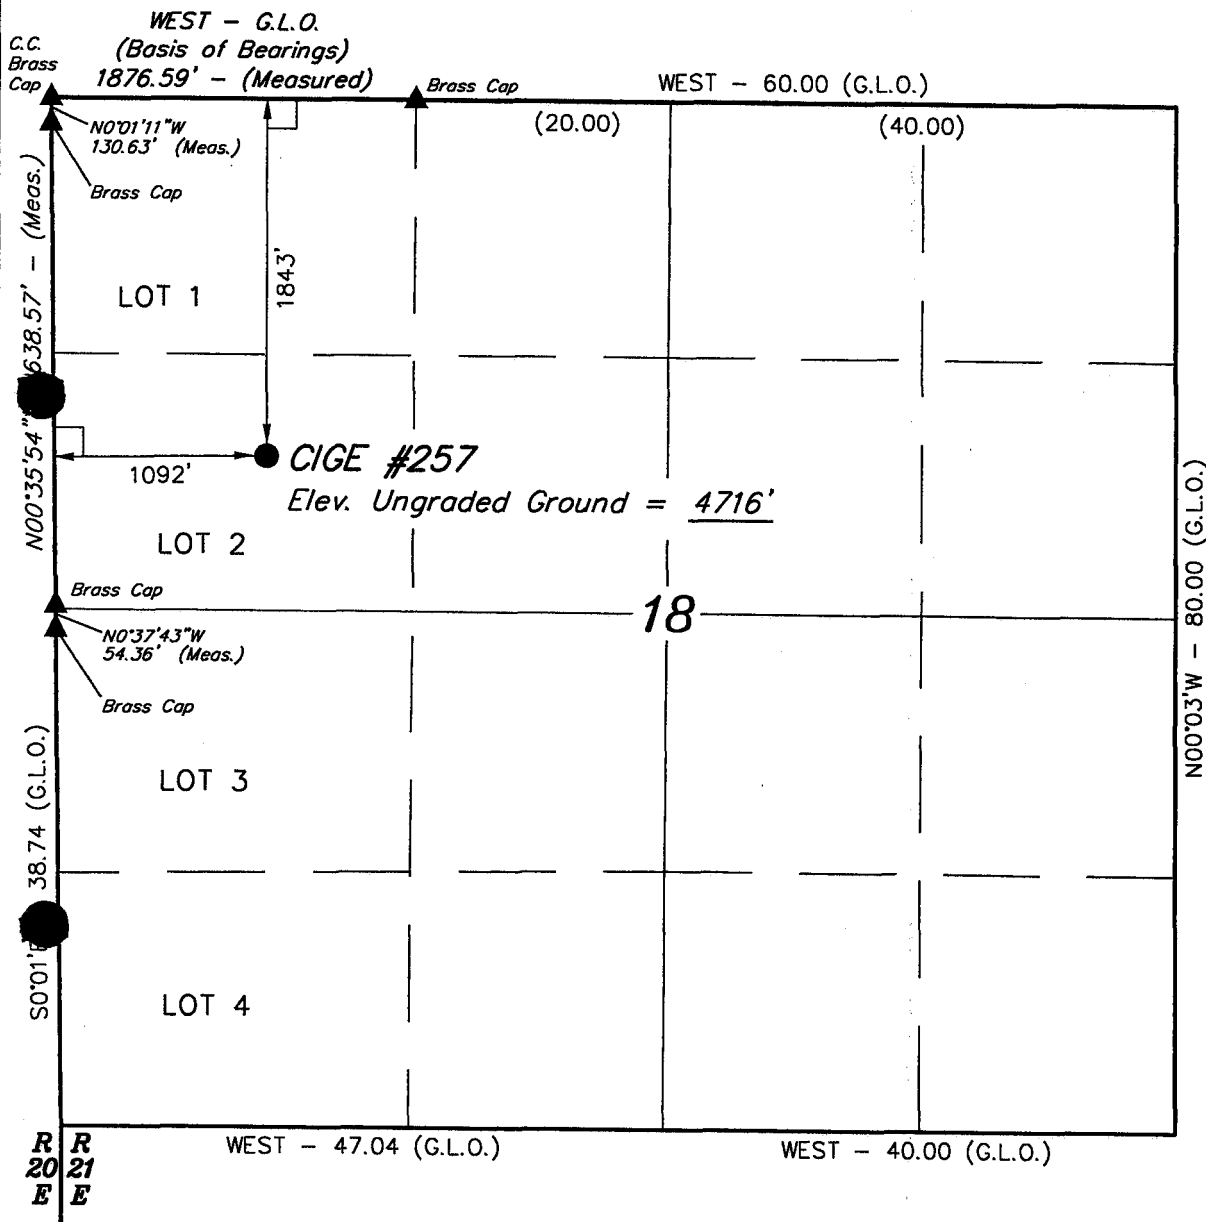 WEST - G.L.O.
(Basis of Bearings)
1876.59' - (Measured)
C.C.
Brass
Cap
Brass Cap
WEST - 60.00 (G.L.O.)
(20.00)
(40.00)
N0°01'11"W
130.63' (Meas.)
Brass Cap
LOT 1
1843'
N00°35'54" 638.57' - (Meas.)
1092'
CIGE #257
Elev. Ungraded Ground = 4716'
LOT 2
Brass Cap
18
N0°37'43"W
54.36' (Meas.)
Brass Cap
N00°03'W - 80.00 (G.L.O.)
LOT 3
S0°01' 38.74 (G.L.O.)
LOT 4
WEST - 47.04 (G.L.O.)
WEST - 40.00 (G.L.O.)
R R
20 21
E E